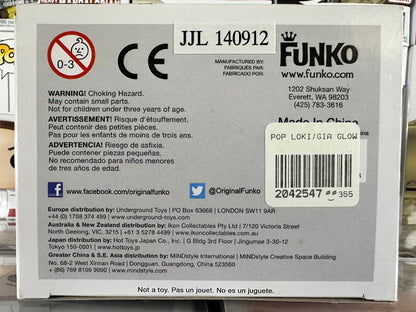 0-3
CE
JJL 140912
MANUFACTURED BY:
FABRIQUÉ PAR:
FABRICADO POR:
FUNKO
www.funko.com
1202 Shuksan Way
Everett, WA 98203
(425) 783-3616
WARNING! Choking Hazard.
May contain small parts.
Not for children under three years of age.
ADVERTISSEMENT! Risque d'étouffement.
Peut contenir des petites pièces.
Pas pour les enfants de moins de trois ans.
ADVERTENCIA! Riesgo de asfixia.
Puede contener piezas pequeñas.
No recomendado para niños menores
de tres años de edad.
Made In China
POP LOKI/GIA GLOW
2042547 ## 355
www.facebook.com/originalfunko
@OriginalFunko
Europe distribution by: Underground Toys | PO Box 63668 | LONDON SW11 9AR
+44 (0) 1708 374 499 | www.undergroundtoys.com
Australia & New Zealand distribution by: Ikon Collectables Pty Ltd | 7/120 Victoria Street
North Geelong, VIC, 3215 | +61 3 5278 4499 | www.ikoncollectables.com.au
Japan distribution by: Hot Toys Japan Co., Inc. | G Bldg 3rd Floor | Jingumae 3-30-12
Tokyo 150-0001 | www.hottoys.jp
Greater China & S.E. Asia distribution by: MINDstyle International | MINDstyle Creative Space Building
No. 68-2 West Xinnan Road | Dongguan, Guangdong, China, 523560
+ (86) 769 8109 9090 | www.mindstyle.com
Not a toy. Pas un jouet. No es un juguete.